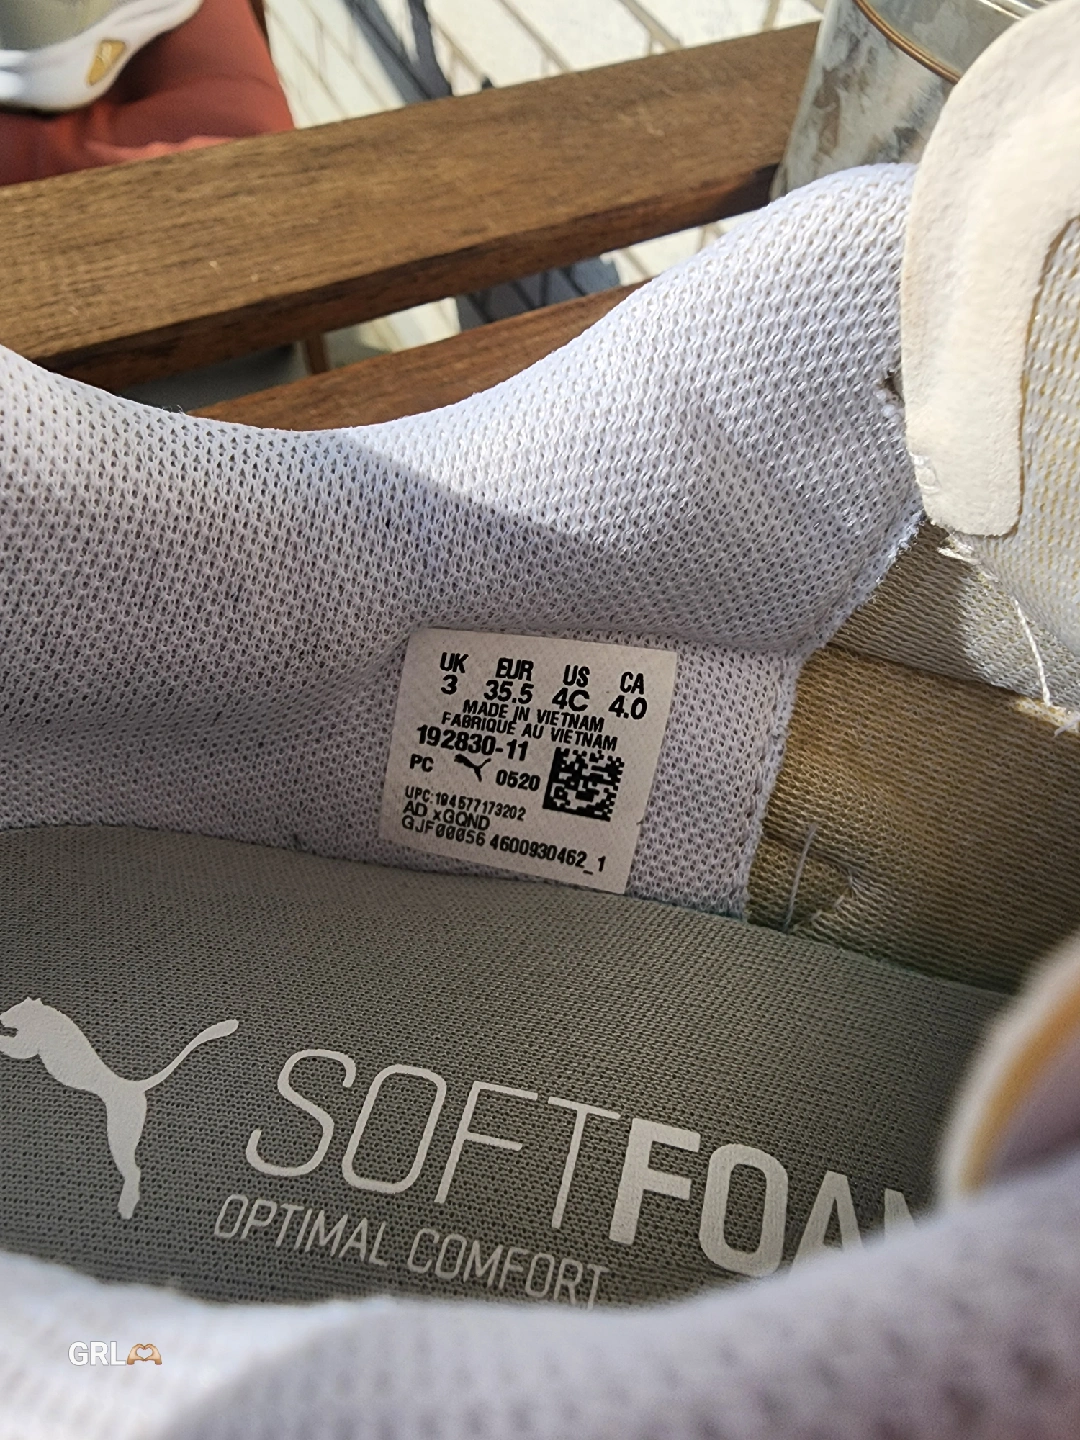 UK EUR US CA
3 35.5 4C 4.0
MADE IN VIETNAM
FABRIQUÉ AU VIETNAM
192830-11
PC 0520
UPC:194577173202
AD xGQND
GJF00056 4600930462_1
SOFTFOA
OPTIMAL COMFORT
GRL🫶🏼